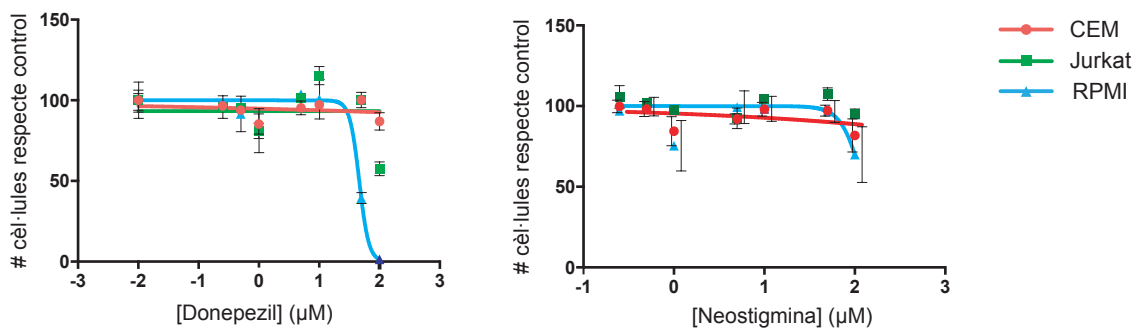 # cèl·lules respecte control
150
100
50
0
-3
-2
-1
0
1
2
3
[Donepezil] (µM)
# cèl·lules respecte control
150
100
50
0
-1
0
1
2
3
[Neostigmina] (µM)
CEM
Jurkat
RPMI